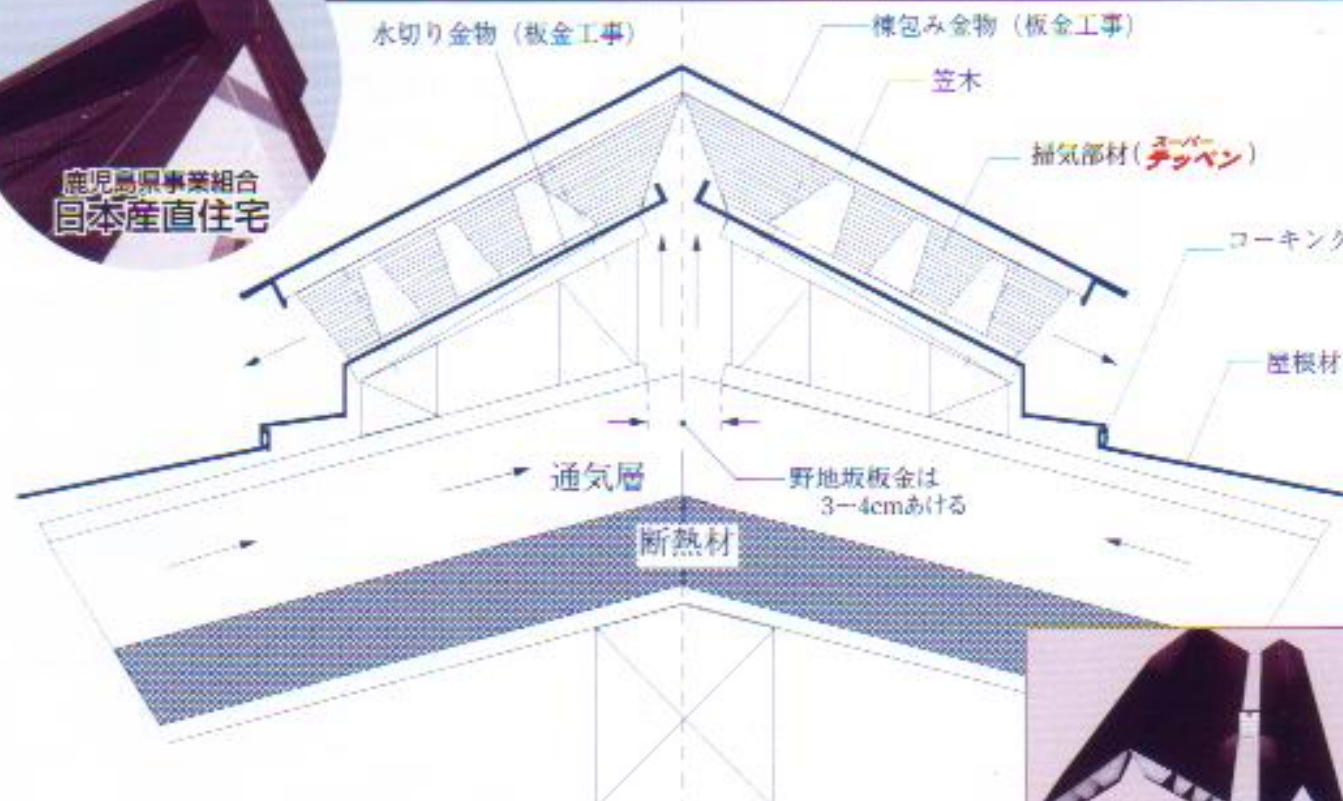 水切り金物（板金工事）
棟包み金物（板金工事）
笠木
掃気部材(スーパーテッペン)
コーキング
屋根材
鹿児島県事業組合
日本産直住宅
通気層
野地坂板金は
3−4cmあける
断熱材